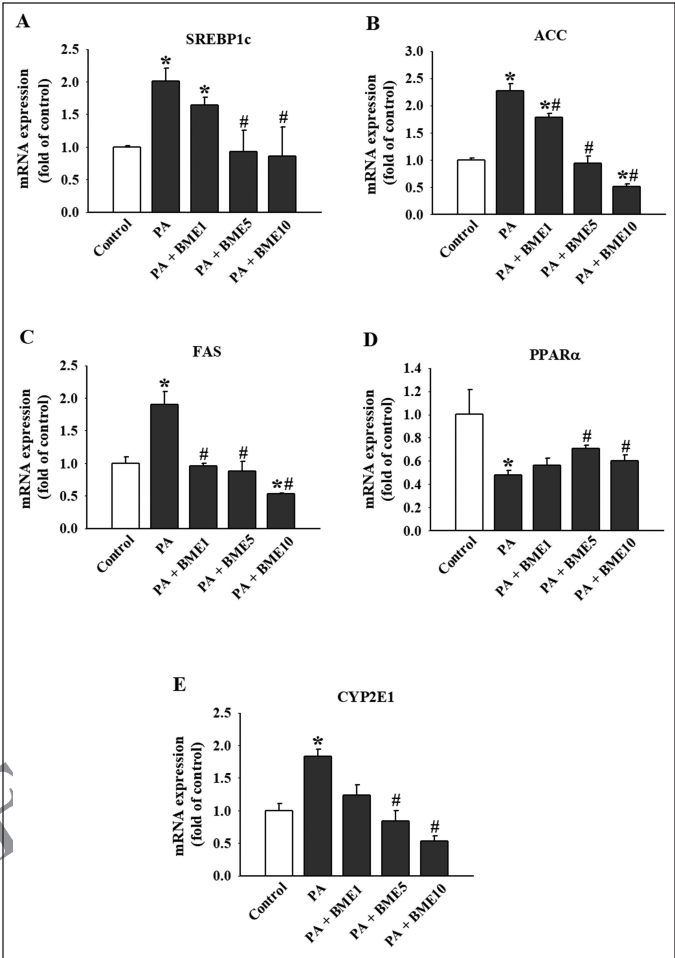 A
SREBP1c
mRNA expression
(fold of control)
2.5
2.0
1.5
1.0
0.5
0.0
*
*
#
#
Control
PA
PA + BME1
PA + BME5
PA + BME10
B
ACC
mRNA expression
(fold of control)
3.0
2.5
2.0
1.5
1.0
0.5
0.0
*
*#
#
*#
Control
PA
PA + BME1
PA + BME5
PA + BME10
C
FAS
mRNA expression
(fold of control)
2.5
2.0
1.5
1.0
0.5
0.0
*
#
#
*#
Control
PA
PA + BME1
PA + BME5
PA + BME10
D
PPARα
mRNA expression
(fold of control)
1.4
1.2
1.0
0.8
0.6
0.4
0.2
0.0
*
#
#
Control
PA
PA + BME1
PA + BME5
PA + BME10
E
CYP2E1
mRNA expression
(fold of control)
2.5
2.0
1.5
1.0
0.5
0.0
*
#
#
Control
PA
PA + BME1
PA + BME5
PA + BME10